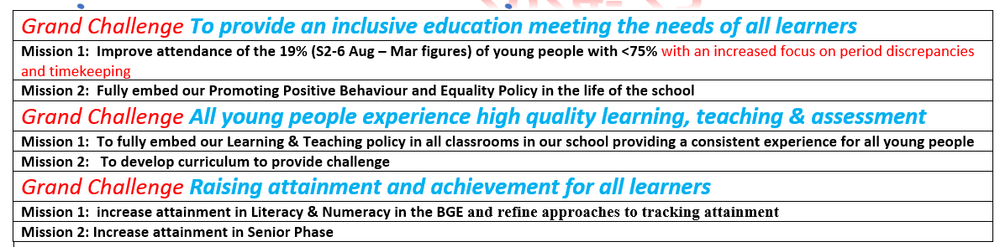 Grand Challenge To provide an inclusive education meeting the needs of all learners
Mission 1:  Improve attendance of the 19% (S2-6 Aug – Mar figures) of young people with <75% with an increased focus on period discrepancies
and timekeeping
Mission 2:  Fully embed our Promoting Positive Behaviour and Equality Policy in the life of the school
Grand Challenge All young people experience high quality learning, teaching & assessment
Mission 1:  To fully embed our Learning & Teaching policy in all classrooms in our school providing a consistent experience for all young people
Mission 2:   To develop curriculum to provide challenge
Grand Challenge Raising attainment and achievement for all learners
Mission 1:  increase attainment in Literacy & Numeracy in the BGE and refine approaches to tracking attainment
Mission 2: Increase attainment in Senior Phase